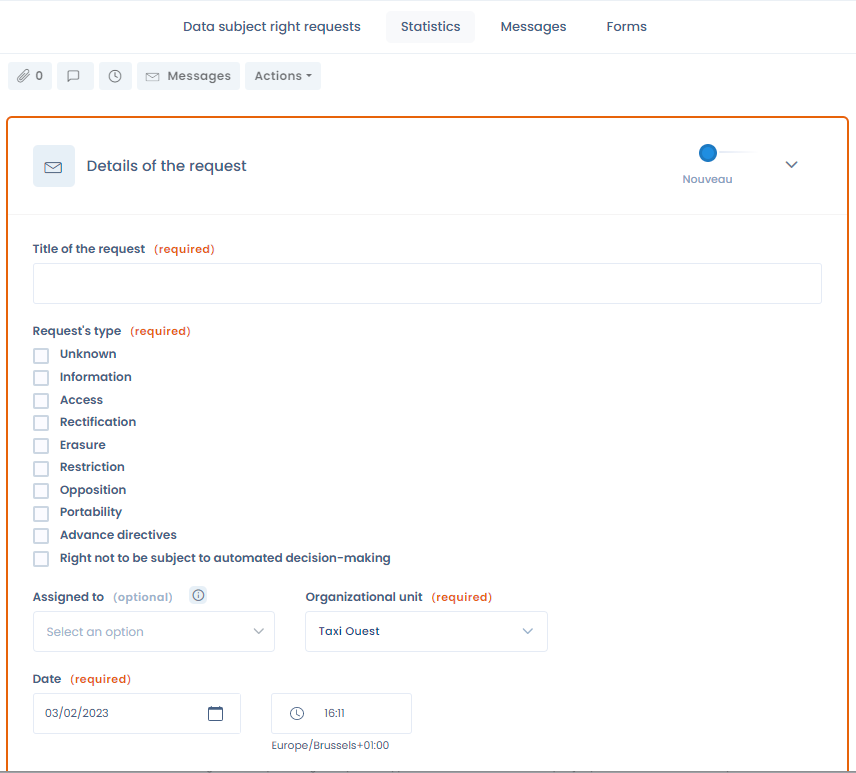 Data subject right requests Statistics Messages Forms
0 Messages Actions
Details of the request
Nouveau
Title of the request (required)
Request's type (required)
Unknown
Information
Access
Rectification
Erasure
Restriction
Opposition
Portability
Advance directives
Right not to be subject to automated decision-making
Assigned to (optional) Organizational unit (required)
Select an option Taxi Ouest
Date (required)
03/02/2023 16:11
Europe/Brussels+01:00